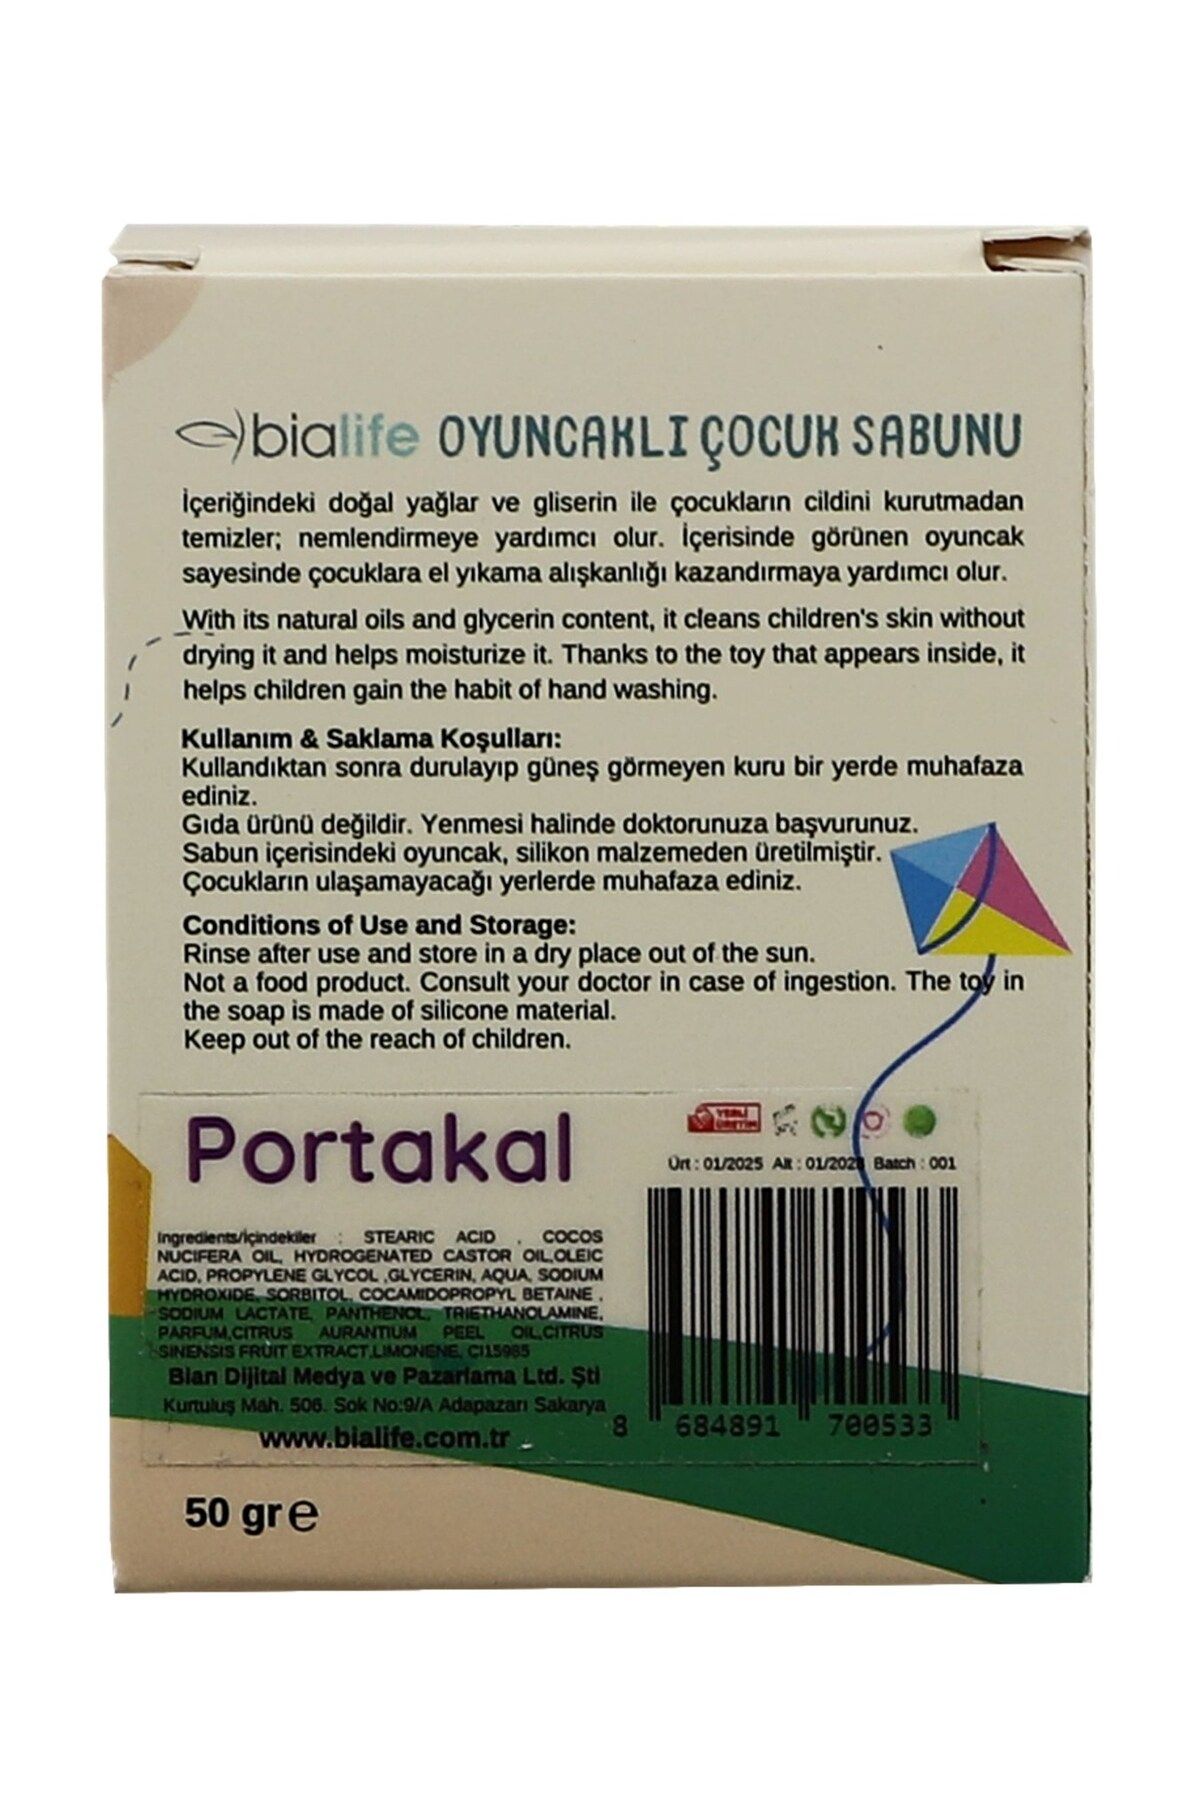 bialife OYUNCAKLI ÇOCUK SABUNU
İçeriğindeki doğal yağlar ve gliserin ile çocukların cildini kurutmadan
temizler; nemlendirmeye yardımcı olur. İçerisinde görünen oyuncak
sayesinde çocuklara el yıkama alışkanlığı kazandırmaya yardımcı olur.
With its natural oils and glycerin content, it cleans children's skin without
drying it and helps moisturize it. Thanks to the toy that appears inside, it
helps children gain the habit of hand washing.
Kullanım & Saklama Koşulları:
Kullandıktan sonra durulayıp güneş görmeyen kuru bir yerde muhafaza
ediniz.
Gıda ürünü değildir. Yenmesi halinde doktorunuza başvurunuz.
Sabun içerisindeki oyuncak, silikon malzemeden üretilmiştir.
Çocukların ulaşamayacağı yerlerde muhafaza ediniz.
Conditions of Use and Storage:
Rinse after use and store in a dry place out of the sun.
Not a food product. Consult your doctor in case of ingestion. The toy in
the soap is made of silicone material.
Keep out of the reach of children.
Portakal
YERLİ
ÜRETİM
Ürt : 01/2025 Alt : 01/2028 Batch : 001
Ingredients/İçindekiler : STEARIC ACID , COCOS
NUCIFERA OIL, HYDROGENATED CASTOR OIL,OLEIC
ACID, PROPYLENE GLYCOL ,GLYCERIN, AQUA, SODIUM
HYDROXIDE, SORBITOL, COCAMIDOPROPYL BETAINE ,
SODIUM LACTATE, PANTHENOL, TRIETHANOLAMINE,
PARFUM,CITRUS AURANTIUM PEEL OIL,CITRUS
SINENSIS FRUIT EXTRACT,LIMONENE, CI15985
Bian Dijital Medya ve Pazarlama Ltd. Şti
Kurtuluş Mah. 506. Sok No:9/A Adapazarı Sakarya
www.bialife.com.tr
8 684891 700533
50 gr e